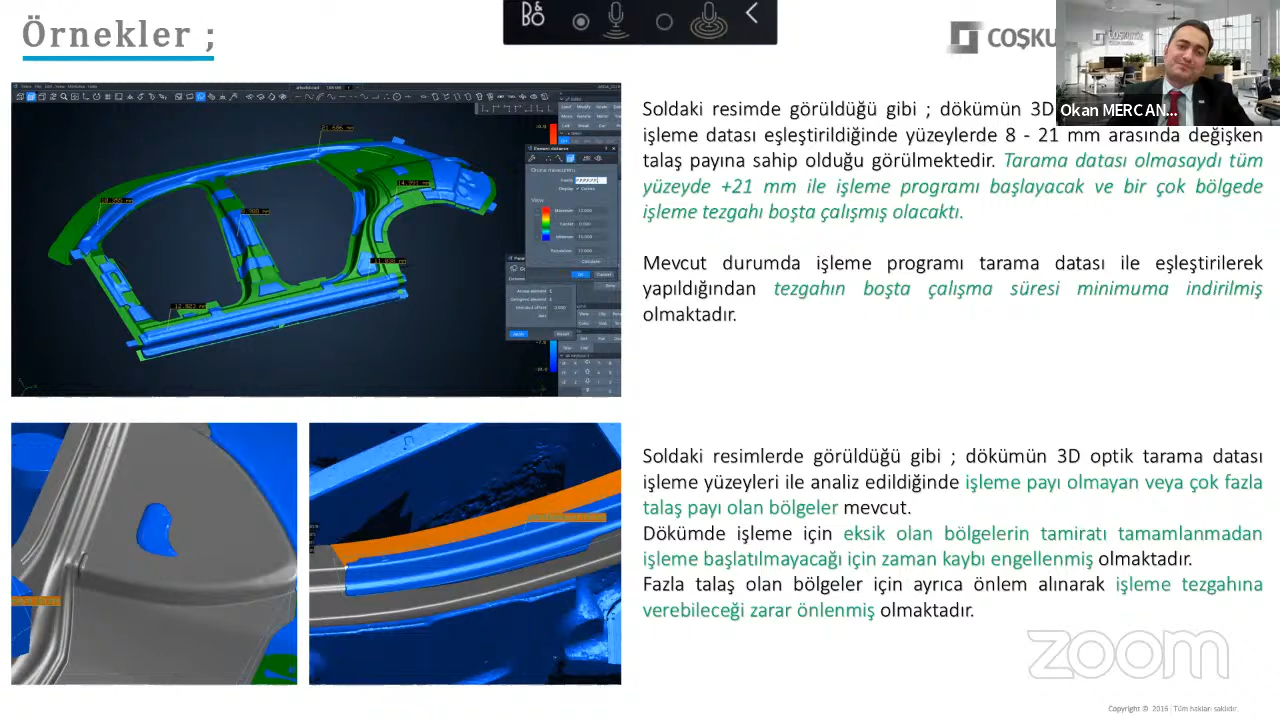 Örnekler ;
B&O
COŞKU
Okan MERCAN...
Soldaki resimde görüldüğü gibi ; dökümün 3D
işleme datası eşleştirildiğinde yüzeylerde 8 - 21 mm arasında değişken
talaş payına sahip olduğu görülmektedir. Tarama datası olmasaydı tüm
yüzeyde +21 mm ile işleme programı başlayacak ve bir çok bölgede
işleme tezgahı boşta çalışmış olacaktı.
Mevcut durumda işleme programı tarama datası ile eşleştirilerek
yapıldığından tezgahın boşta çalışma süresi minimuma indirilmiş
olmaktadır.
Soldaki resimlerde görüldüğü gibi ; dökümün 3D optik tarama datası
işleme yüzeyleri ile analiz edildiğinde işleme payı olmayan veya çok fazla
talaş payı olan bölgeler mevcut.
Dökümde işleme için eksik olan bölgelerin tamiratı tamamlanmadan
işleme başlatılmayacağı için zaman kaybı engellenmiş olmaktadır.
Fazla talaş olan bölgeler için ayrıca önlem alınarak işleme tezgahına
verebileceği zarar önlenmiş olmaktadır.
zoom
Copyright © 2016 | Tüm hakları saklıdır.